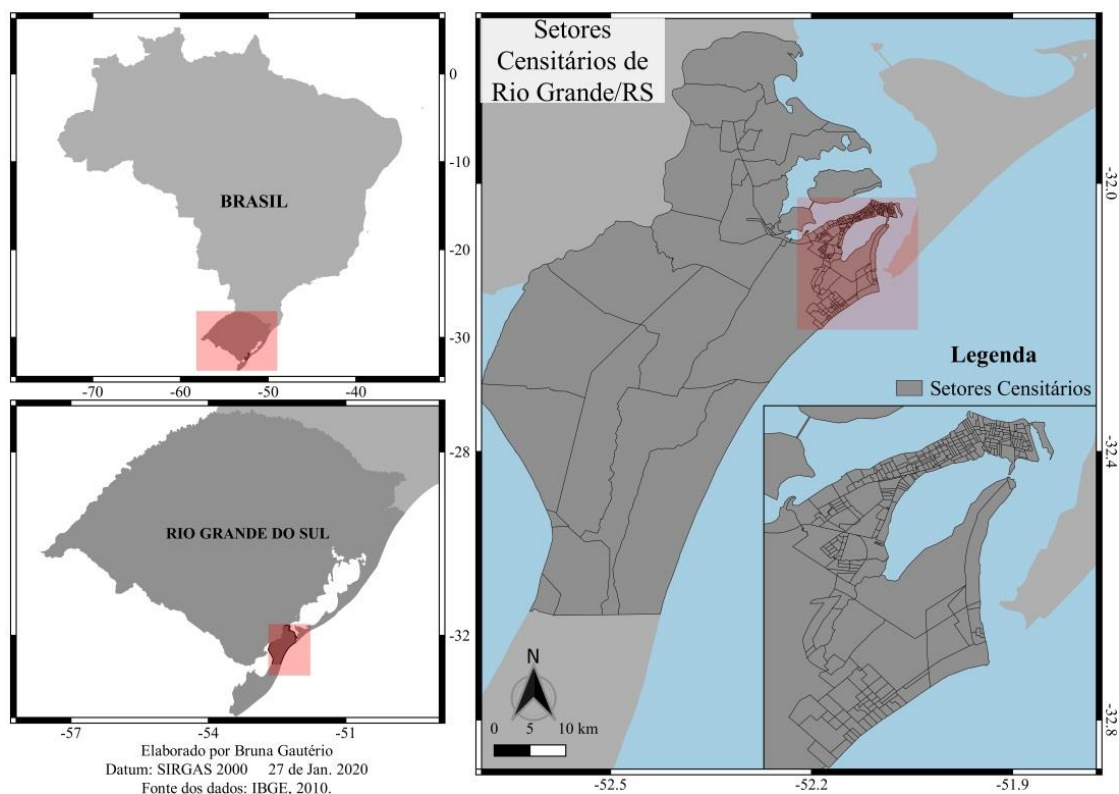 BRASIL
0
-10
-20
-30
-70
-60
-50
-40
RIO GRANDE DO SUL
-28
-32
-57
-54
-51
Elaborado por Bruna Gautério
Datum: SIRGAS 2000 27 de Jan. 2020
Fonte dos dados: IBGE, 2010.
Setores
Censitários de
Rio Grande/RS
-32.0
-32.4
-32.8
Legenda
Setores Censitários
N
0 5 10 km
-52.5
-52.2
-51.9